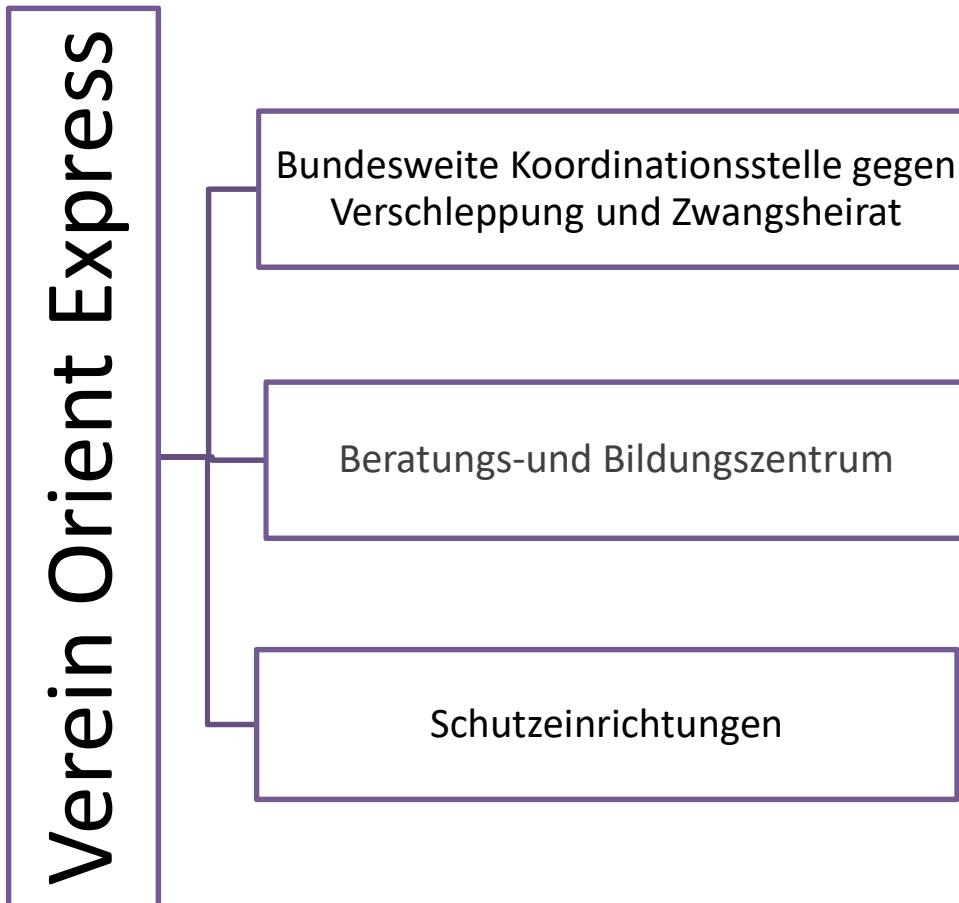 Verein Orient Express
Bundesweite Koordinationsstelle gegen
Verschleppung und Zwangsheirat
Beratungs-und Bildungszentrum
Schutzeinrichtungen